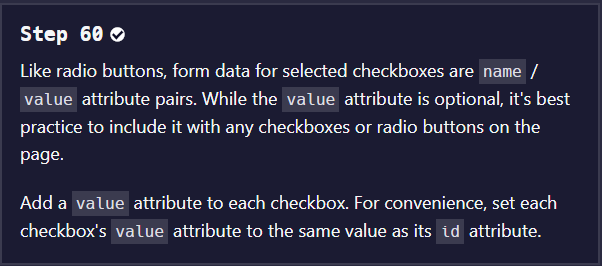 Step 60
Like radio buttons, form data for selected checkboxes are name /
value attribute pairs. While the value attribute is optional, it's best
practice to include it with any checkboxes or radio buttons on the
page.
Add a value attribute to each checkbox. For convenience, set each
checkbox's value attribute to the same value as its id attribute.